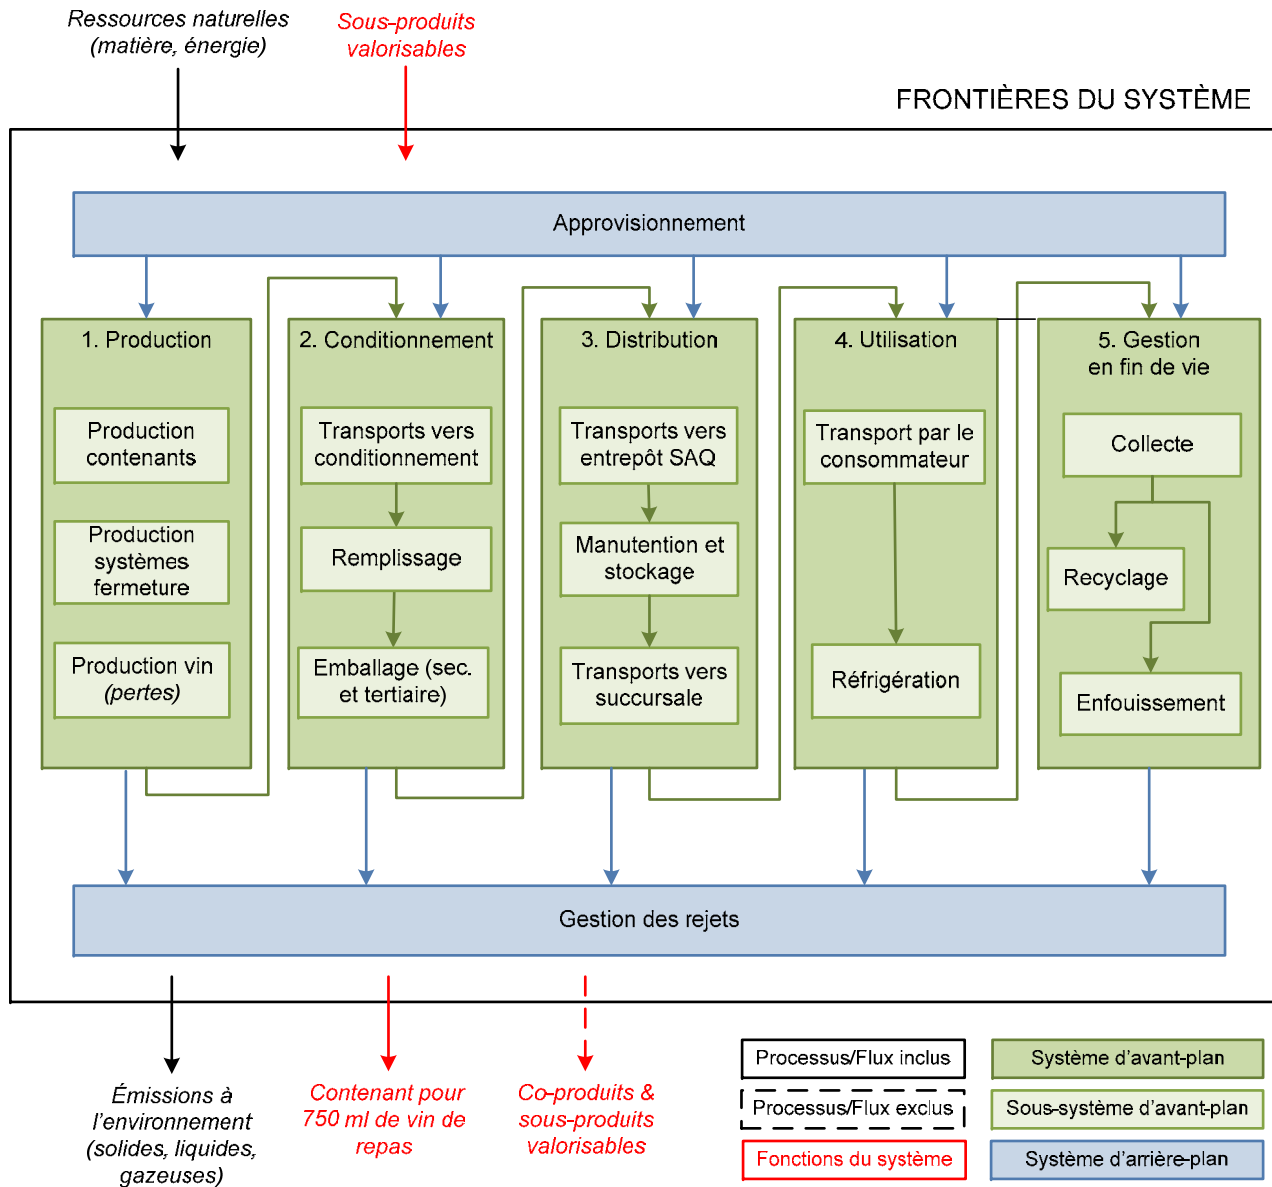 Ressources naturelles
(matière, énergie)
Sous-produits
valorisables
FRONTIÈRES DU SYSTÈME
Approvisionnement
1. Production
Production
contenants
Production
systèmes
fermeture
Production vin
(pertes)
2. Conditionnement
Transports vers
conditionnement
Remplissage
Emballage (sec.
et tertiaire)
3. Distribution
Transports vers
entrepôt SAQ
Manutention et
stockage
Transports vers
succursale
4. Utilisation
Transport par le
consommateur
Réfrigération
5. Gestion
en fin de vie
Collecte
Recyclage
Enfouissement
Gestion des rejets
Émissions à
l’environnement
(solides, liquides,
gazeuses)
Contenant pour
750 ml de vin de
repas
Co-produits &
sous-produits
valorisables
Processus/Flux inclus
Processus/Flux exclus
Fonctions du système
Système d’avant-plan
Sous-système d’avant-plan
Système d’arrière-plan